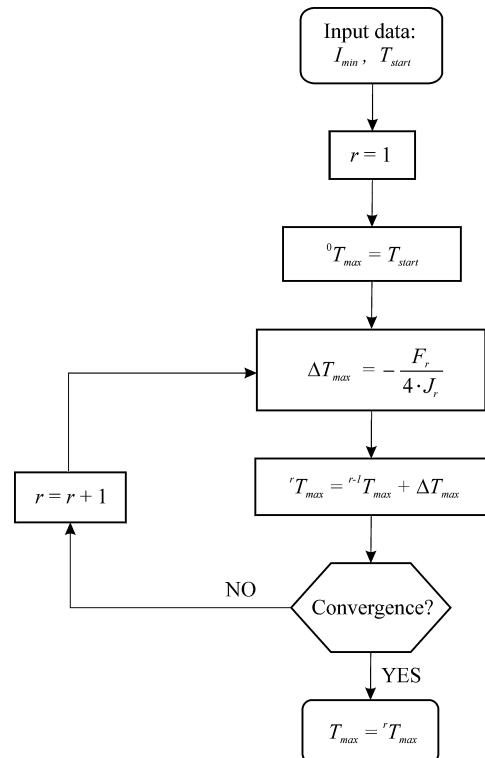 Input data:
I_min , T_start
r = 1
⁰T_max = T_start
ΔT_max = − F_r / 4·J_r
ʳT_max = ʳ⁻¹T_max + ΔT_max
r = r + 1
NO
Convergence?
YES
T_max = ʳT_max